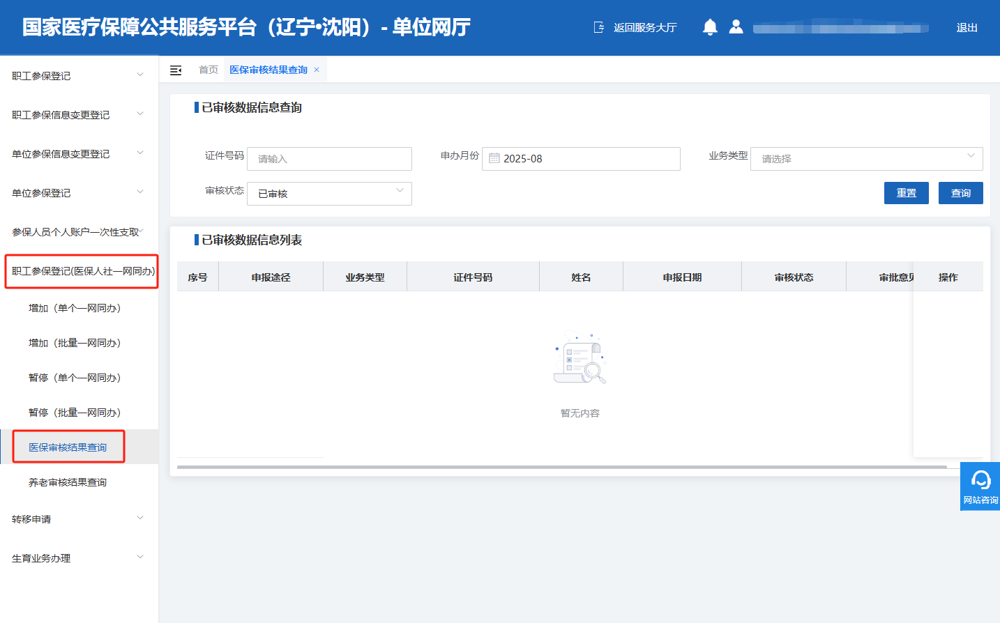 国家医疗保障公共服务平台（辽宁•沈阳）- 单位网厅
返回服务大厅
退出
职工参保登记
职工参保信息变更登记
单位参保信息变更登记
单位参保登记
参保人员个人账户一次性支取
职工参保登记(医保人社一网同办)
增加（单个一网同办）
增加（批量一网同办）
暂停（单个一网同办）
暂停（批量一网同办）
医保审核结果查询
养老审核结果查询
转移申请
生育业务办理
首页 医保审核结果查询 ×
已审核数据信息查询
证件号码 请输入 申办月份 2025-08 业务类型 请选择
审核状态 已审核 重置 查询
已审核数据信息列表
序号 申报途径 业务类型 证件号码 姓名 申报日期 审核状态 审批意见 操作
暂无内容
网站咨询